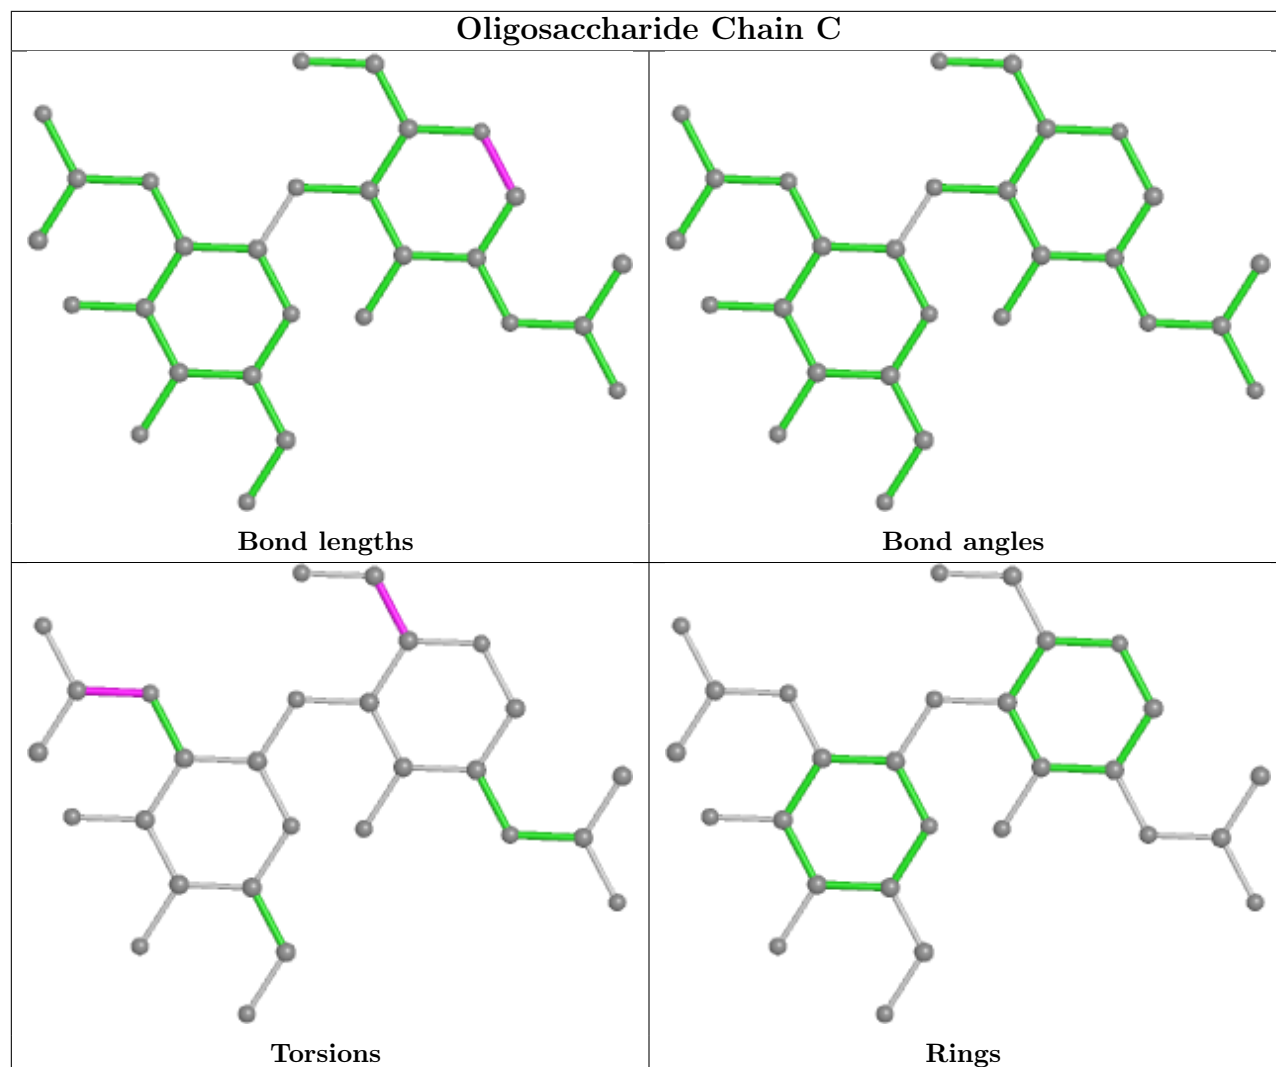 Oligosaccharide Chain C
Bond lengths
Bond angles
Torsions
Rings